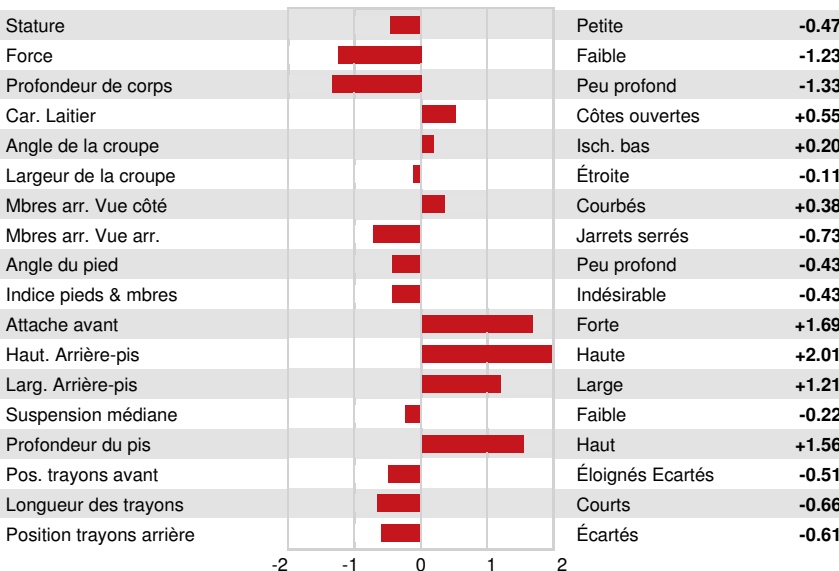 Stature Petite -0.47
Force Faible -1.23
Profondeur de corps Peu profond -1.33
Car. Laitier Côtes ouvertes +0.55
Angle de la croupe Isch. bas +0.20
Largeur de la croupe Étroite -0.11
Mbres arr. Vue côté Courbés +0.38
Mbres arr. Vue arr. Jarrets serrés -0.73
Angle du pied Peu profond -0.43
Indice pieds & mbres Indésirable -0.43
Attache avant Forte +1.69
Haut. Arrière-pis Haute +2.01
Larg. Arrière-pis Large +1.21
Suspension médiane Faible -0.22
Profondeur du pis Haut +1.56
Pos. trayons avant Éloignés Ecartés -0.51
Longueur des trayons Courts -0.66
Position trayons arrière Écartés -0.61
-2 -1 0 1 2